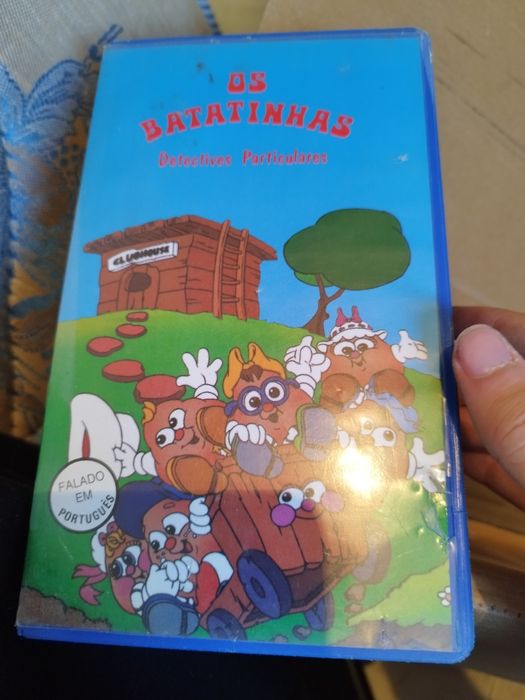 OS
BATATINHAS
Detectives Particulares
CLUBHOUSE
FALADO
EM
PORTUGUÊS